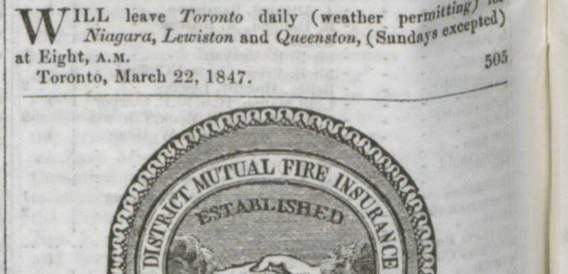 WILL leave Toronto daily (weather permitting) for
Niagara, Lewiston and Queenston, (Sundays excepted)
at Eight, A.M. 505
Toronto, March 22, 1847.
DISTRICT MUTUAL FIRE INSURANCE
ESTABLISHED